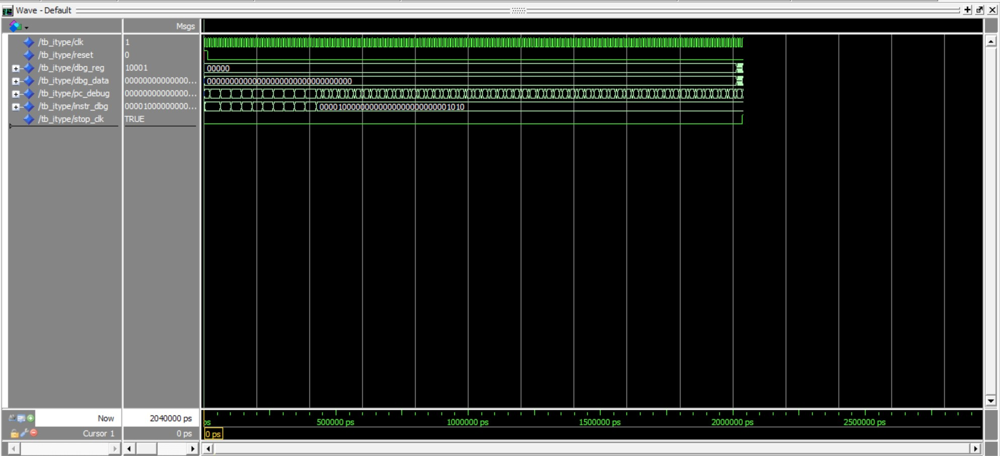 Wave - Default
Msgs
/tb_itype/clk 1
/tb_itype/reset 0
/tb_itype/dbg_reg 10001 00000
/tb_itype/dbg_data 00000000000000... 00000000000000000000000000000000
/tb_itype/pc_debug 00000000000000...
/tb_itype/instr_dbg 00001000000000... 00001000000000000000000000001010
/tb_itype/stop_clk TRUE
Now 2040000 ps
ps 500000 ps 1000000 ps 1500000 ps 2000000 ps 2500000 ps
Cursor 1 0 ps 0 ps